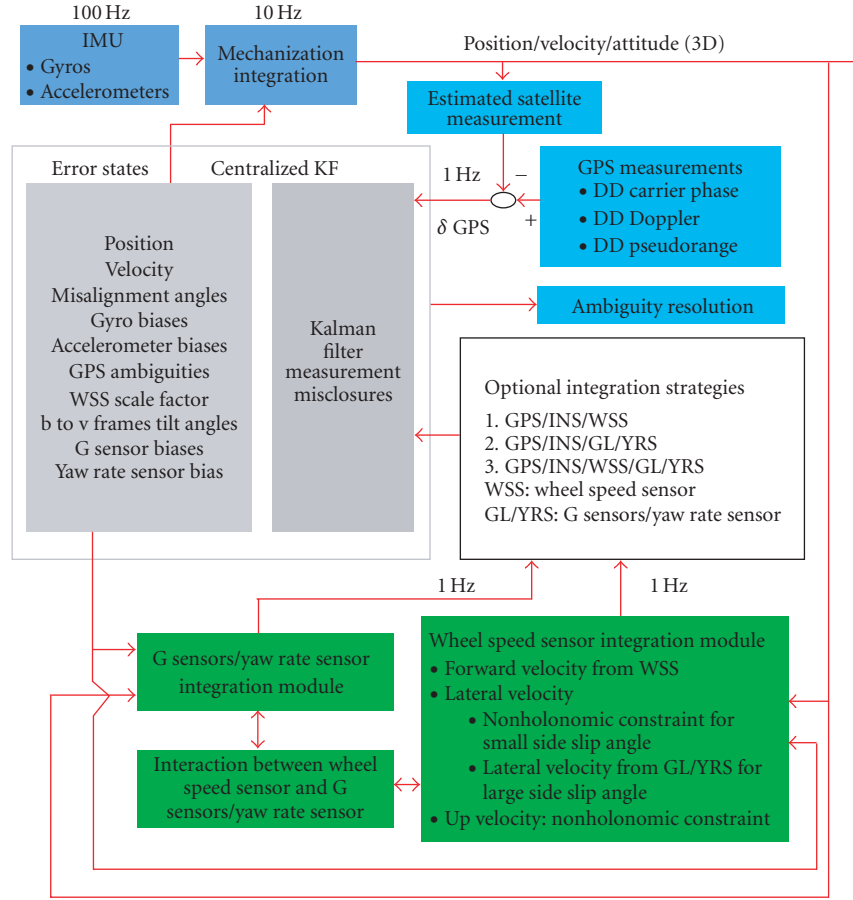 100 Hz
10 Hz
IMU
• Gyros
• Accelerometers
Mechanization
integration
Position/velocity/attitude (3D)
Estimated satellite
measurement
Error states
Centralized KF
1 Hz
−
+
δ GPS
GPS measurements
• DD carrier phase
• DD Doppler
• DD pseudorange
Position
Velocity
Misalignment angles
Gyro biases
Accelerometer biases
GPS ambiguities
WSS scale factor
b to v frames tilt angles
G sensor biases
Yaw rate sensor bias
Kalman
filter
measurement
misclosures
Ambiguity resolution
Optional integration strategies
1. GPS/INS/WSS
2. GPS/INS/GL/YRS
3. GPS/INS/WSS/GL/YRS
WSS: wheel speed sensor
GL/YRS: G sensors/yaw rate sensor
1 Hz
1 Hz
G sensors/yaw rate sensor
integration module
Interaction between wheel
speed sensor and G
sensors/yaw rate sensor
Wheel speed sensor integration module
• Forward velocity from WSS
• Lateral velocity
• Nonholonomic constraint for
small side slip angle
• Lateral velocity from GL/YRS for
large side slip angle
• Up velocity: nonholonomic constraint